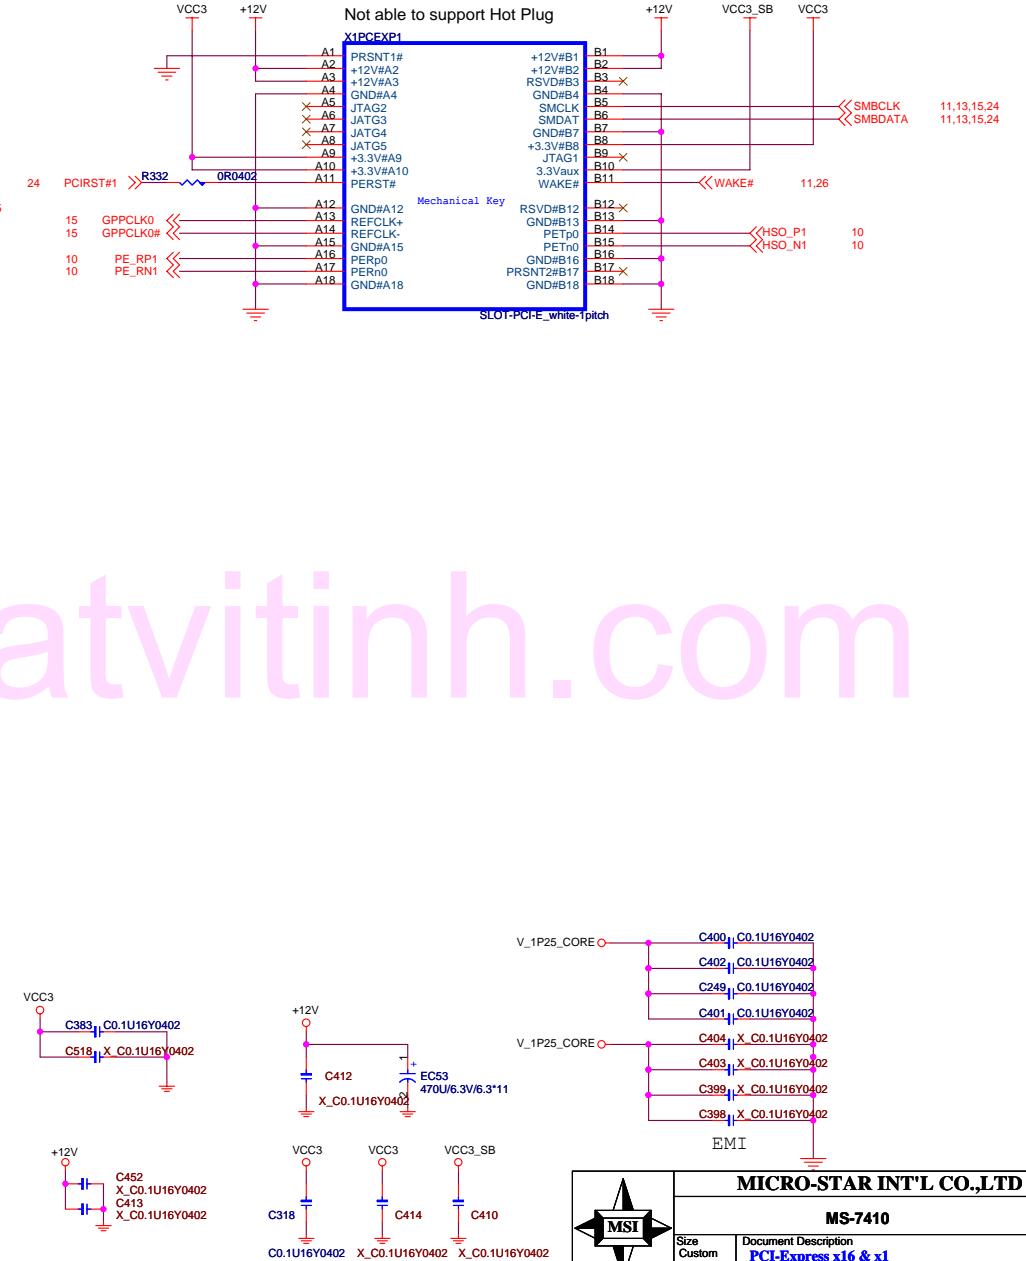 Not able to support Hot Plug
VCC3 +12V +12V VCC3_SB VCC3
X1PCEXP1
A1 PRSNT1# +12V#B1 B1
A2 +12V#A2 +12V#B2 B2
A3 +12V#A3 RSVD#B3 B3
A4 GND#A4 GND#B4 B4
A5 JTAG2 SMCLK B5 SMBCLK 11,13,15,24
A6 JATG3 SMDAT B6 SMBDATA 11,13,15,24
A7 JATG4 GND#B7 B7
A8 JATG5 +3.3V#B8 B8
A9 +3.3V#A9 JTAG1 B9
A10 +3.3V#A10 3.3Vaux B10
24 PCIRST#1 R332 0R0402 A11 PERST# WAKE# B11 WAKE# 11,26
Mechanical Key
A12 GND#A12 RSVD#B12 B12
15 GPPCLK0 A13 REFCLK+ GND#B13 B13
15 GPPCLK0# A14 REFCLK- PETp0 B14 HSO_P1 10
A15 GND#A15 PETn0 B15 HSO_N1 10
10 PE_RP1 A16 PERp0 GND#B16 B16
10 PE_RN1 A17 PERn0 PRSNT2#B17 B17
A18 GND#A18 GND#B18 B18
SLOT-PCI-E_white-1pitch
atvitinh.com
V_1P25_CORE C400 C0.1U16Y0402
C402 C0.1U16Y0402
C249 C0.1U16Y0402
C401 C0.1U16Y0402
V_1P25_CORE C404 X_C0.1U16Y0402
C403 X_C0.1U16Y0402
C399 X_C0.1U16Y0402
C398 X_C0.1U16Y0402
EMI
VCC3
C383 C0.1U16Y0402
C518 X_C0.1U16Y0402
+12V
C412
X_C0.1U16Y0402
1
+
EC53
470U/6.3V/6.3*11
2
+12V
C452
X_C0.1U16Y0402
C413
X_C0.1U16Y0402
VCC3 VCC3 VCC3_SB
C318 C414 C410
C0.1U16Y0402 X_C0.1U16Y0402 X_C0.1U16Y0402
MSI
MICRO-STAR INT'L CO.,LTD
MS-7410
Size
Custom
Document Description
PCI-Express x16 & x1